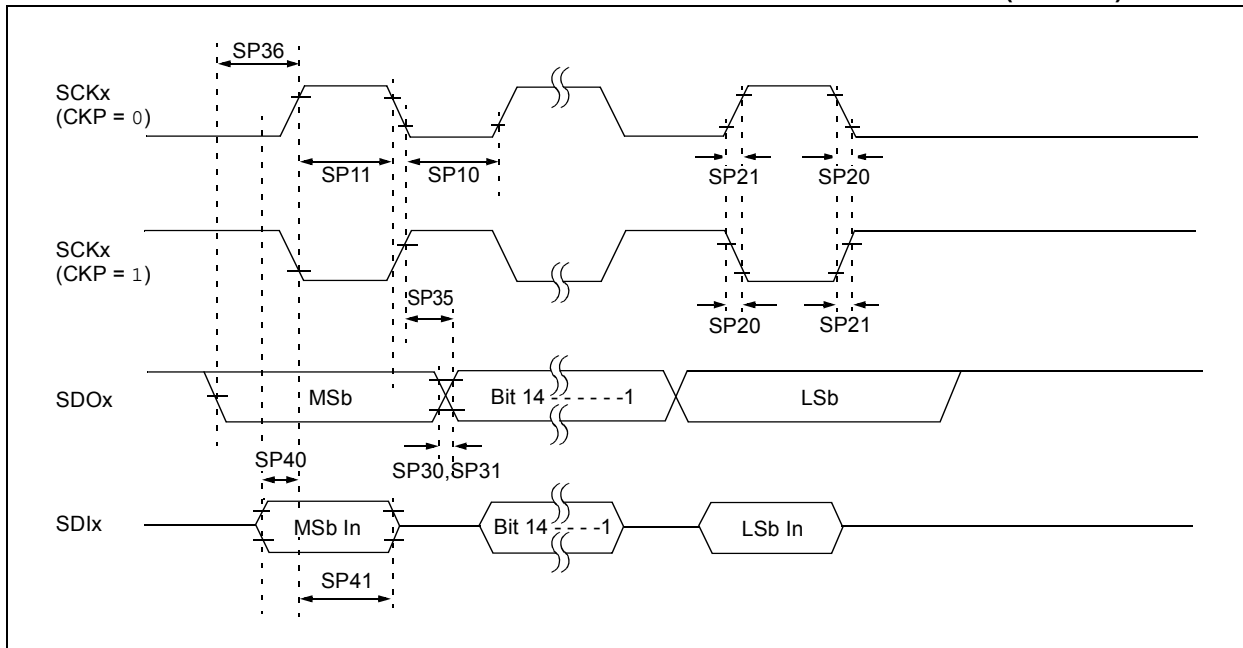 SP36
SCKx
(CKP = 0)
SP11
SP10
SP21
SP20
SCKx
(CKP = 1)
SP35
SP20
SP21
SDOx
MSb
Bit 14 - - - - - -1
LSb
SP40
SP30,SP31
SDIx
MSb In
Bit 14 - - - -1
LSb In
SP41